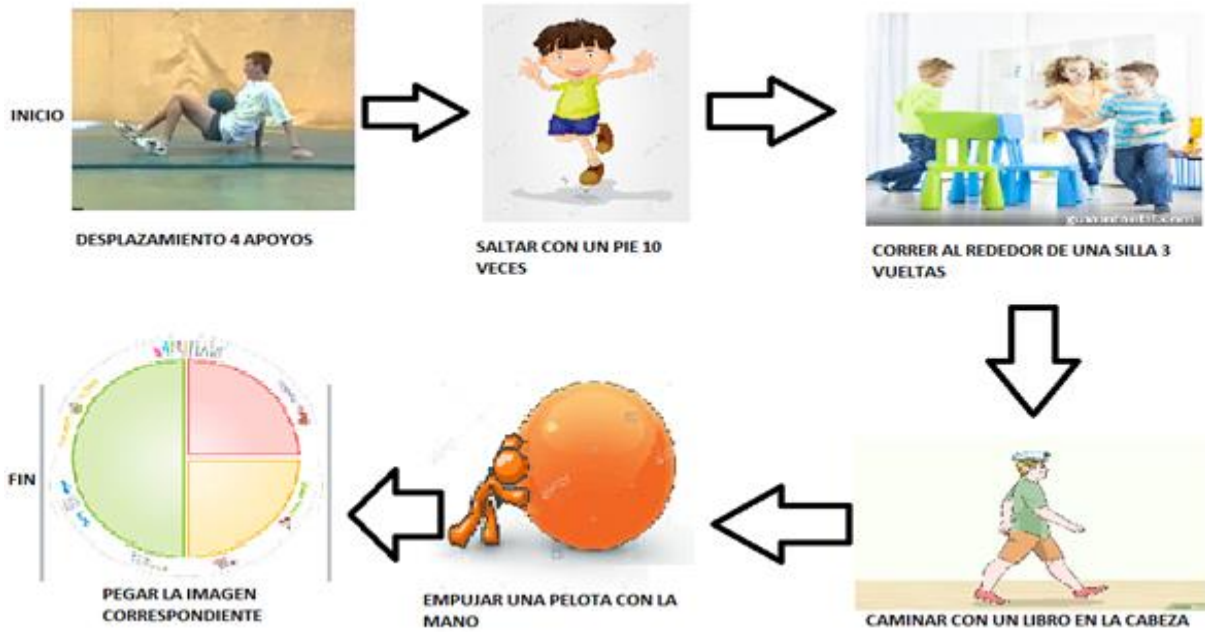 INICIO
DESPLAZAMIENTO 4 APOYOS
SALTAR CON UN PIE 10
VECES
CORRER AL REDEDOR DE UNA SILLA 3
VUELTAS
CAMINAR CON UN LIBRO EN LA CABEZA
EMPUJAR UNA PELOTA CON LA
MANO
FIN
PEGAR LA IMAGEN
CORRESPONDIENTE